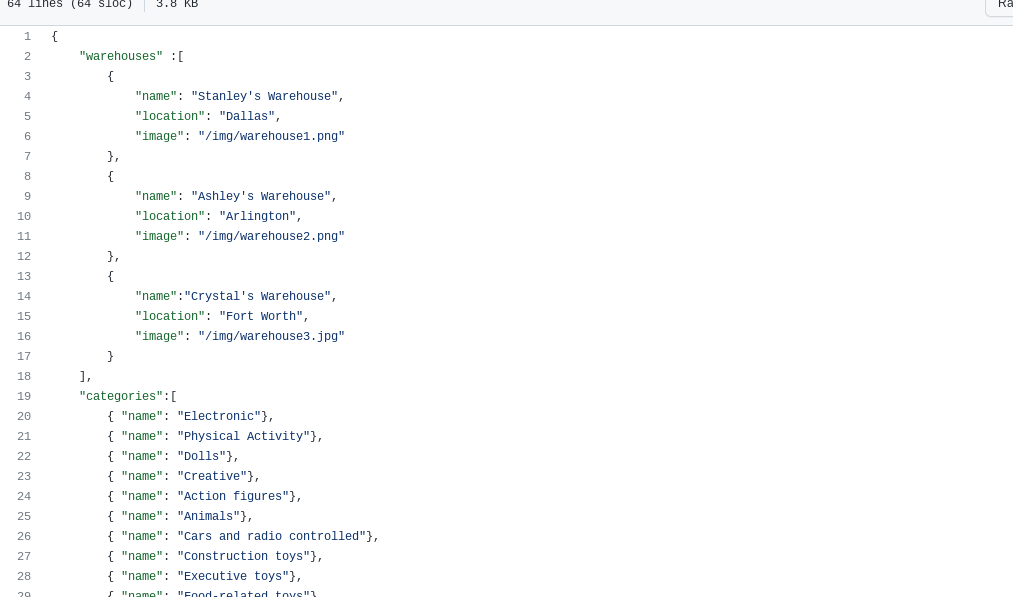 64 lines (64 sloc) 3.8 KB Ra
1 {
2 "warehouses" :[
3 {
4 "name": "Stanley's Warehouse",
5 "location": "Dallas",
6 "image": "/img/warehouse1.png"
7 },
8 {
9 "name": "Ashley's Warehouse",
10 "location": "Arlington",
11 "image": "/img/warehouse2.png"
12 },
13 {
14 "name":"Crystal's Warehouse",
15 "location": "Fort Worth",
16 "image": "/img/warehouse3.jpg"
17 }
18 ],
19 "categories":[
20 { "name": "Electronic"},
21 { "name": "Physical Activity"},
22 { "name": "Dolls"},
23 { "name": "Creative"},
24 { "name": "Action figures"},
25 { "name": "Animals"},
26 { "name": "Cars and radio controlled"},
27 { "name": "Construction toys"},
28 { "name": "Executive toys"},
29 { "name": "Food-related toys"}